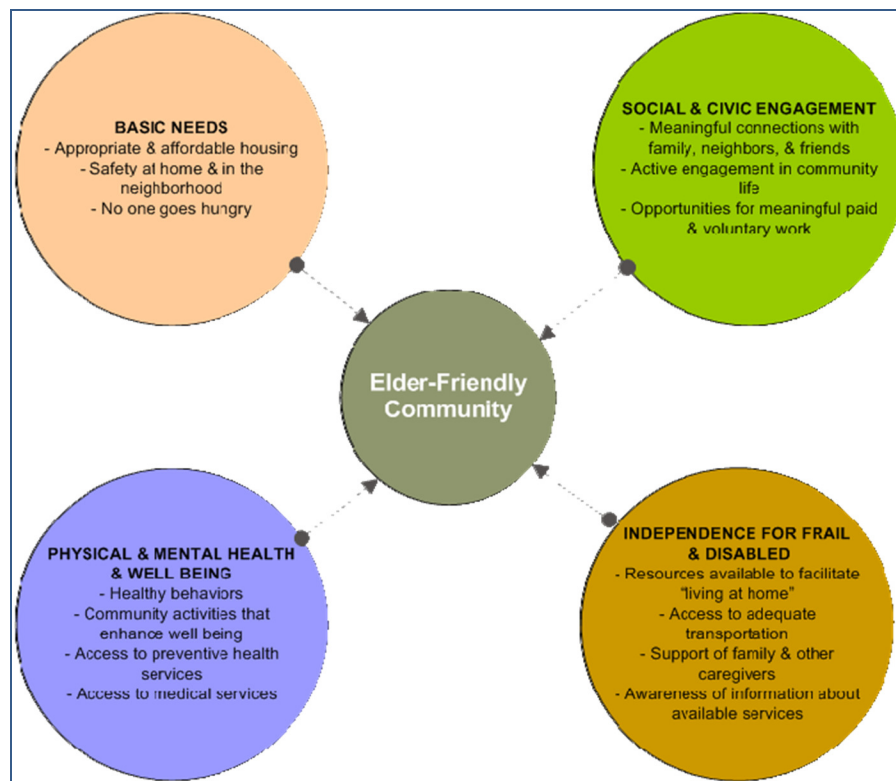 BASIC NEEDS
- Appropriate & affordable housing
- Safety at home & in the
neighborhood
- No one goes hungry
SOCIAL & CIVIC ENGAGEMENT
- Meaningful connections with
family, neighbors, & friends
- Active engagement in community
life
- Opportunities for meaningful paid
& voluntary work
Elder-Friendly
Community
PHYSICAL & MENTAL HEALTH
& WELL BEING
- Healthy behaviors
- Community activities that
enhance well being
- Access to preventive health
services
- Access to medical services
INDEPENDENCE FOR FRAIL
& DISABLED
- Resources available to facilitate
“living at home”
- Access to adequate
transportation
- Support of family & other
caregivers
- Awareness of information about
available services